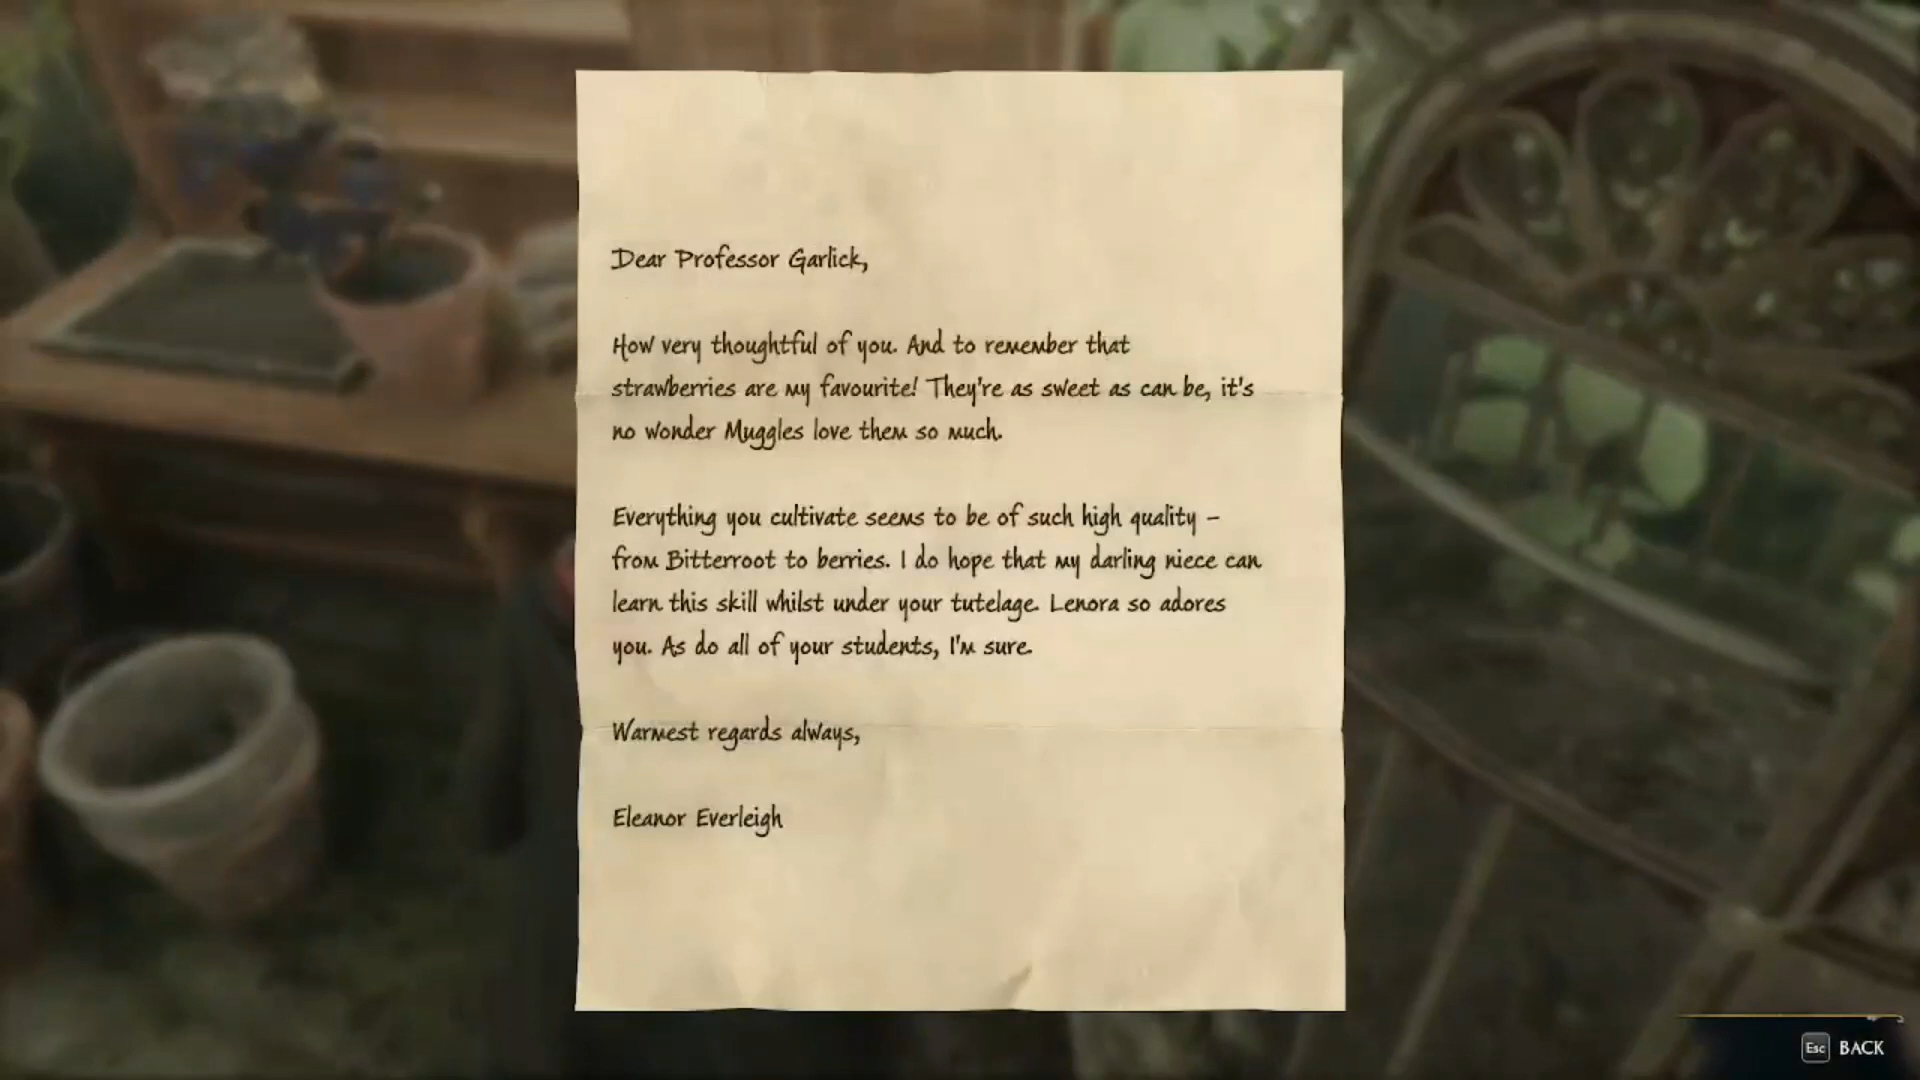 Dear Professor Garlick,
How very thoughtful of you. And to remember that
strawberries are my favourite! They're as sweet as can be, it's
no wonder Muggles love them so much.
Everything you cultivate seems to be of such high quality –
from Bitterroot to berries. I do hope that my darling niece can
learn this skill whilst under your tutelage. Lenora so adores
you. As do all of your students, I'm sure.
Warmest regards always,
Eleanor Everleigh
Esc BACK